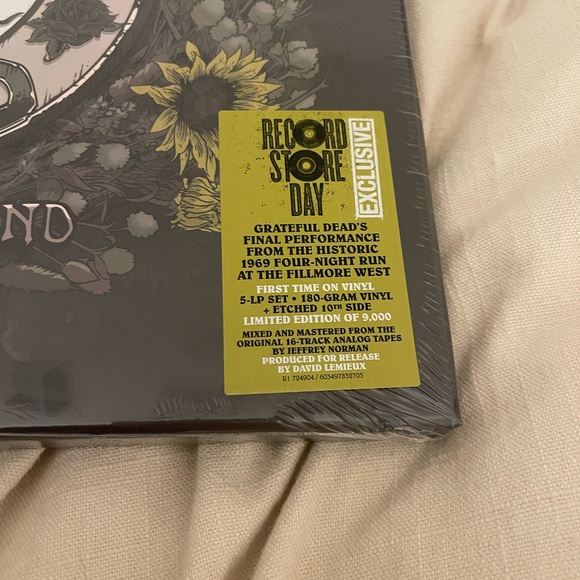 ND
RECORD
STORE
DAY
EXCLUSIVE
GRATEFUL DEAD'S
FINAL PERFORMANCE
FROM THE HISTORIC
1969 FOUR-NIGHT RUN
AT THE FILLMORE WEST
FIRST TIME ON VINYL
5-LP SET • 180-GRAM VINYL
+ ETCHED 10TH SIDE
LIMITED EDITION OF 9,000
MIXED AND MASTERED FROM THE
ORIGINAL 16-TRACK ANALOG TAPES
BY JEFFREY NORMAN
PRODUCED FOR RELEASE
BY DAVID LEMIEUX
R1 724904 / 603497832705